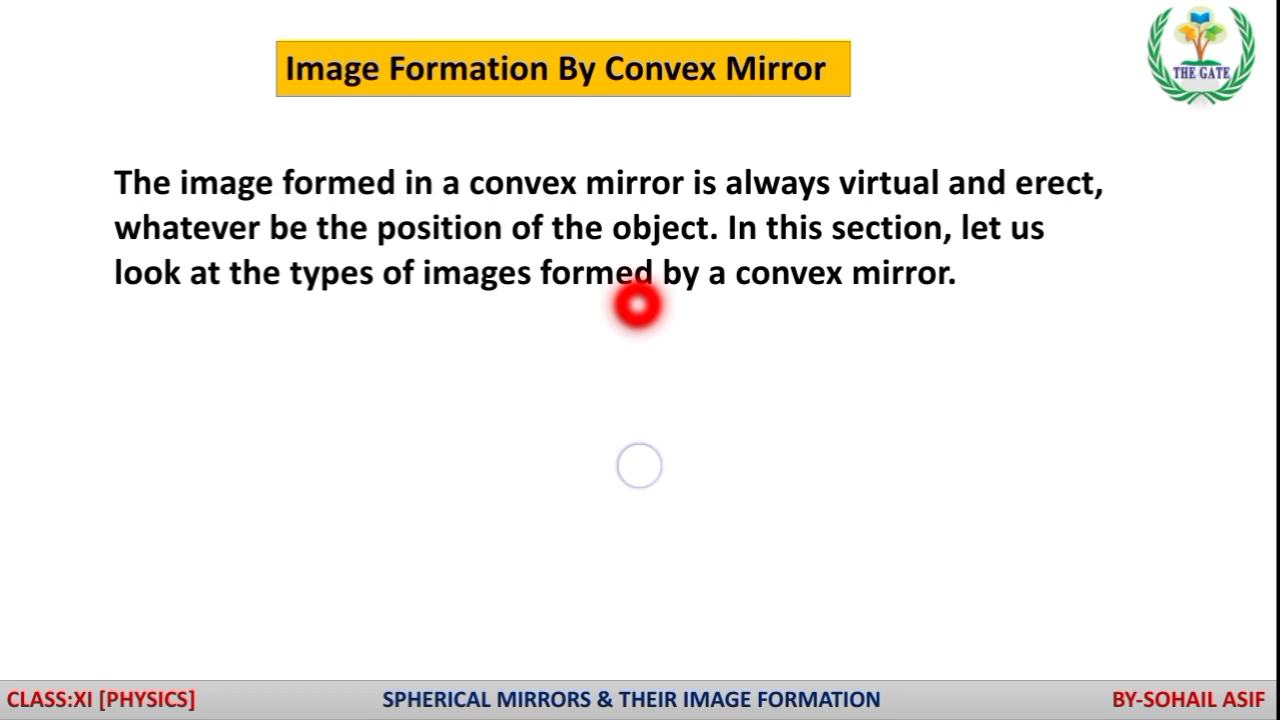 Image Formation By Convex Mirror
THE GATE
The image formed in a convex mirror is always virtual and erect,
whatever be the position of the object. In this section, let us
look at the types of images formed by a convex mirror.
CLASS:XI [PHYSICS]
SPHERICAL MIRRORS & THEIR IMAGE FORMATION
BY-SOHAIL ASIF